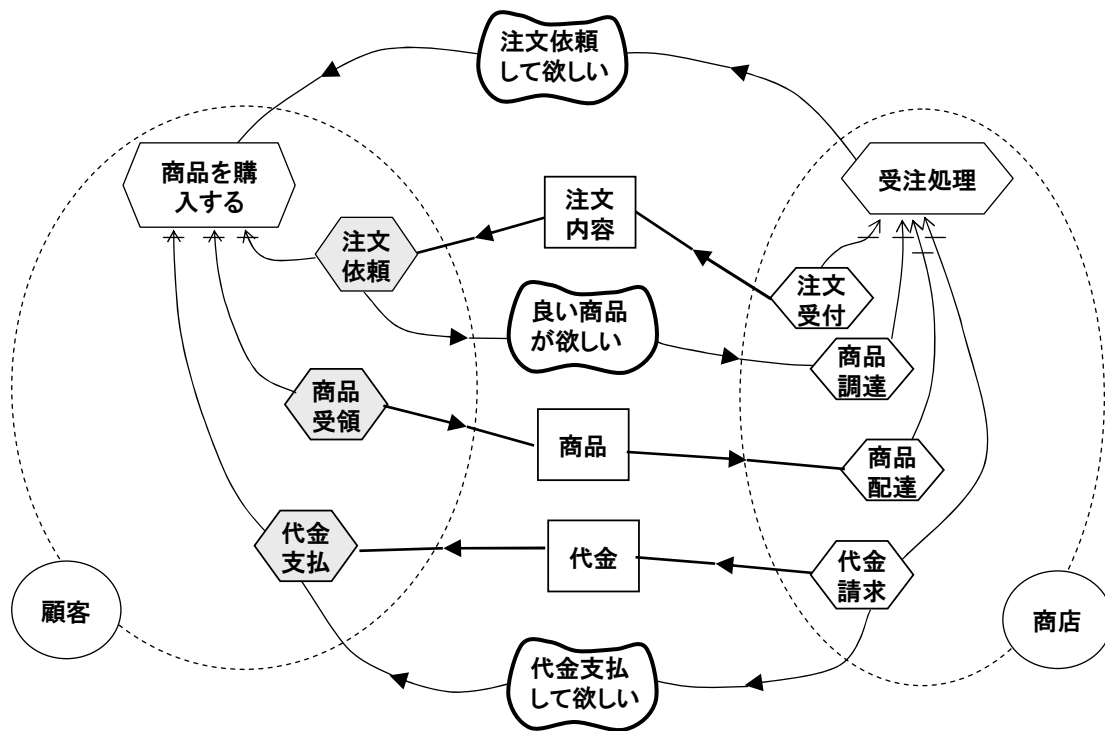 注文依頼
して欲しい
商品を購
入する
受注処理
注文
内容
注文
依頼
注文
受付
良い商品
が欲しい
商品
調達
商品
受領
商品
商品
配達
代金
支払
代金
代金
請求
顧客
商店
代金支払
して欲しい